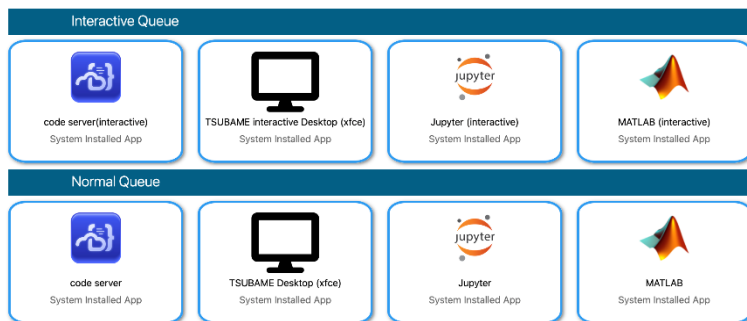 Interactive Queue
code server(interactive)
System Installed App
TSUBAME interactive Desktop (xfce)
System Installed App
jupyter
Jupyter (interactive)
System Installed App
MATLAB (interactive)
System Installed App
Normal Queue
code server
System Installed App
TSUBAME Desktop (xfce)
System Installed App
jupyter
Jupyter
System Installed App
MATLAB
System Installed App